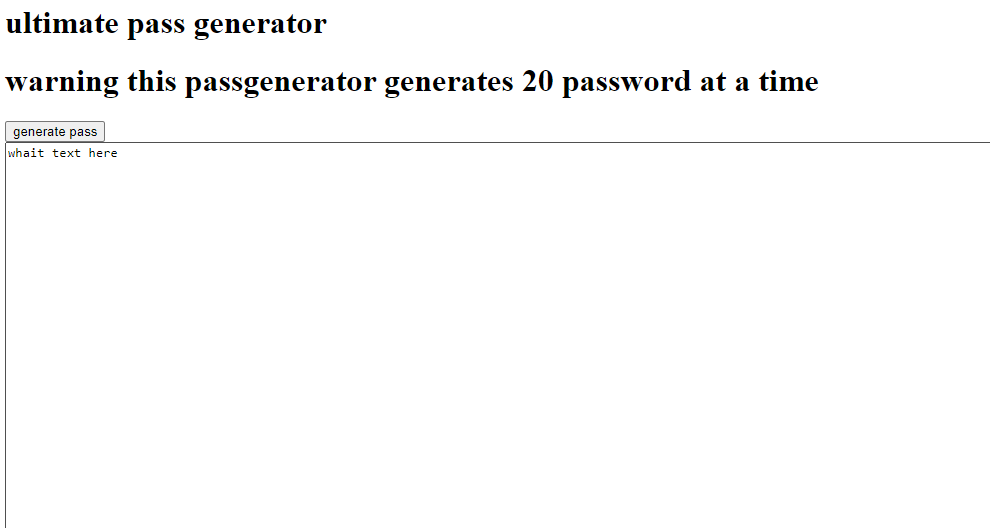 ultimate pass generator
warning this passgenerator generates 20 password at a time
generate pass
whait text here